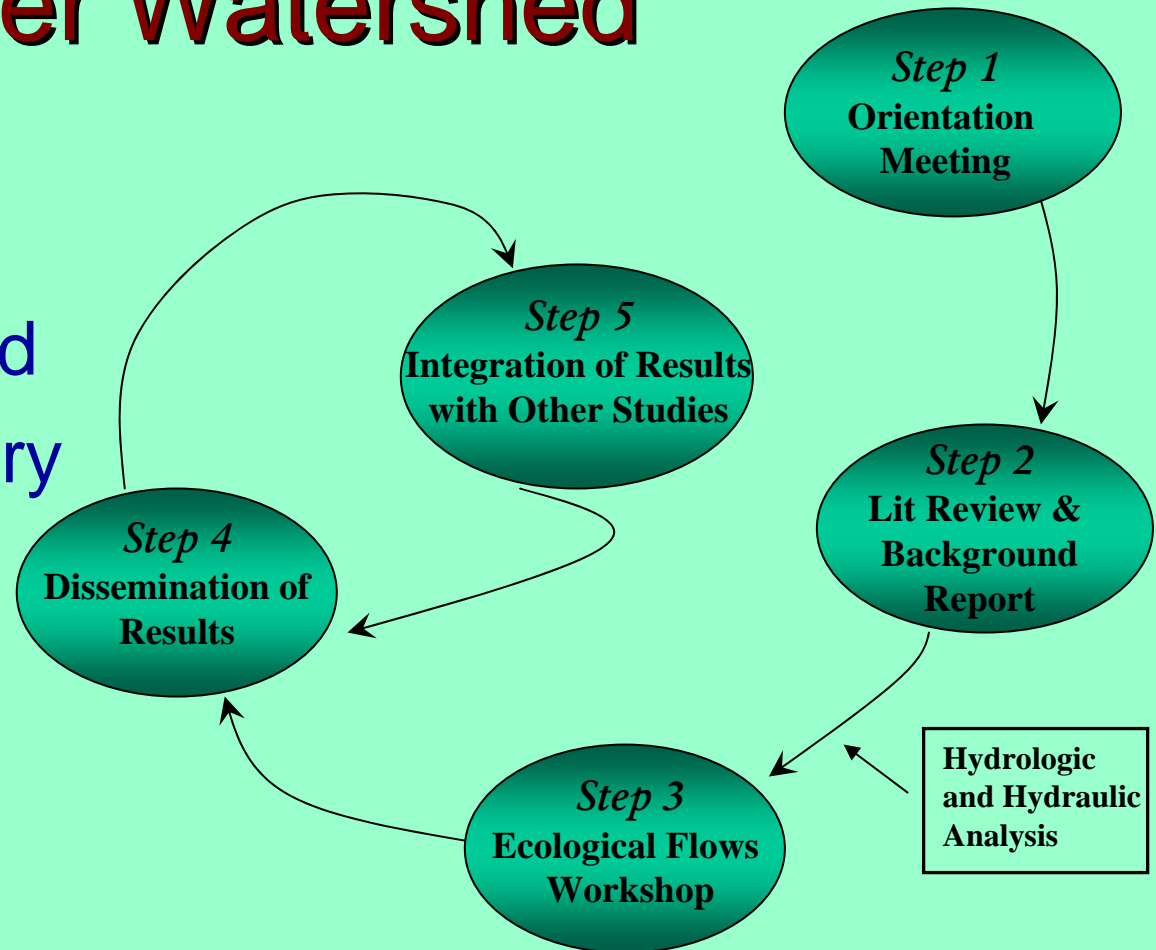 er Watershed
d
ry
Step 1
Orientation
Meeting
Step 2
Lit Review &
Background
Report
Hydrologic
and Hydraulic
Analysis
Step 3
Ecological Flows
Workshop
Step 4
Dissemination of
Results
Step 5
Integration of Results
with Other Studies